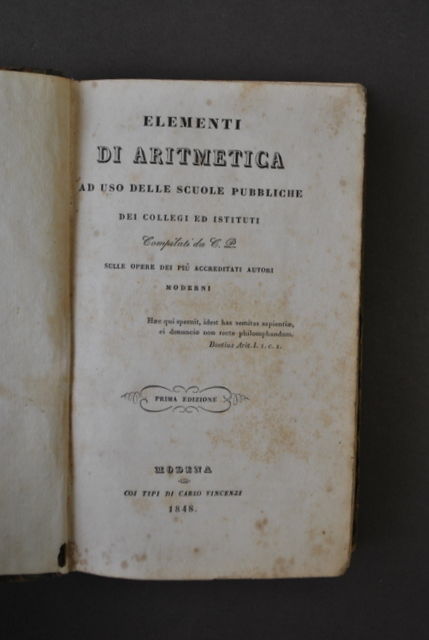 ELEMENTI
DI ARITMETICA
AD USO DELLE SCUOLE PUBBLICHE
DEI COLLEGI ED ISTITUTI
Compilati da C. P.
SULLE OPERE DEI PIÙ ACCREDITATI AUTORI
MODERNI
Haec qui spernit, idest has semitas sapientiae,
ei denuncio non recte philosophandum.
Boetius Arit. l. 1. c. 1.
PRIMA EDIZIONE
MODENA
COI TIPI DI CARLO VINCENZI
1848.